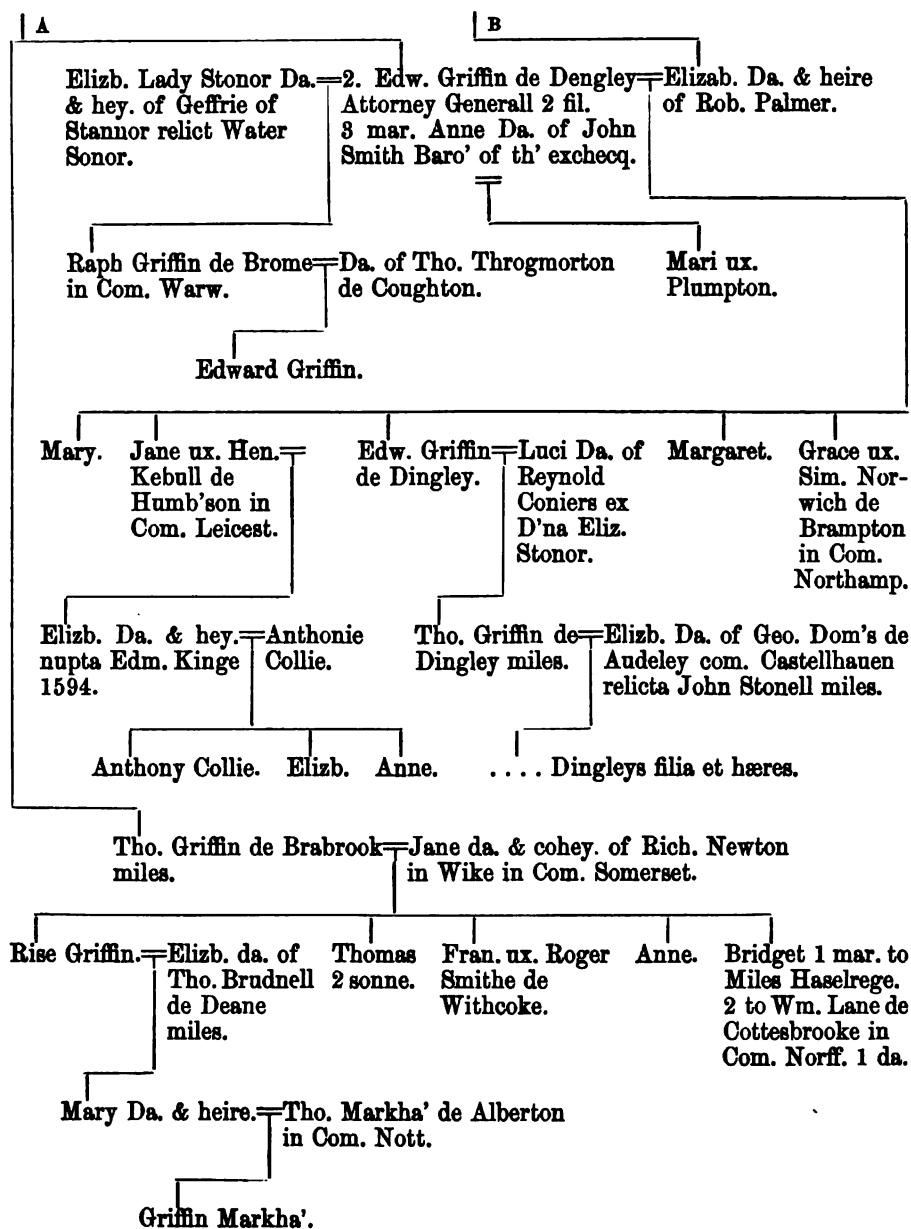 A
B
Elizb. Lady Stonor Da.
& hey. of Geffrie of
Stannor relict Water
Sonor.
2. Edw. Griffin de Dengley
Attorney Generall 2 fil.
3 mar. Anne Da. of John
Smith Baro' of th' exchecq.
Elizab. Da. & heire
of Rob. Palmer.
Raph Griffin de Brome
in Com. Warw.
Da. of Tho. Throgmorton
de Coughton.
Mari ux.
Plumpton.
Edward Griffin.
Mary.
Jane ux. Hen.
Kebull de
Humb'son in
Com. Leicest.
Edw. Griffin
de Dingley.
Luci Da. of
Reynold
Coniers ex
D'na Eliz.
Stonor.
Margaret.
Grace ux.
Sim. Nor-
wich de
Brampton
in Com.
Northamp.
Elizb. Da. & hey.
nupta Edm. Kinge
1594.
Anthonie
Collie.
Tho. Griffin de
Dingley miles.
Elizb. Da. of Geo. Dom's de
Audeley com. Castellhauen
relicta John Stonell miles.
Anthony Collie.
Elizb.
Anne.
.... Dingleys filia et hæres.
Tho. Griffin de Brabrook
miles.
Jane da. & cohey. of Rich. Newton
in Wike in Com. Somerset.
Rise Griffin.
Elizb. da. of
Tho. Brudnell
de Deane
miles.
Thomas
2 sonne.
Fran. ux. Roger
Smithe de
Withcoke.
Anne.
Bridget 1 mar. to
Miles Haselrege.
2 to Wm. Lane de
Cottesbrooke in
Com. Norff. 1 da.
Mary Da. & heire.
Tho. Markha' de Alberton
in Com. Nott.
Griffin Markha'.